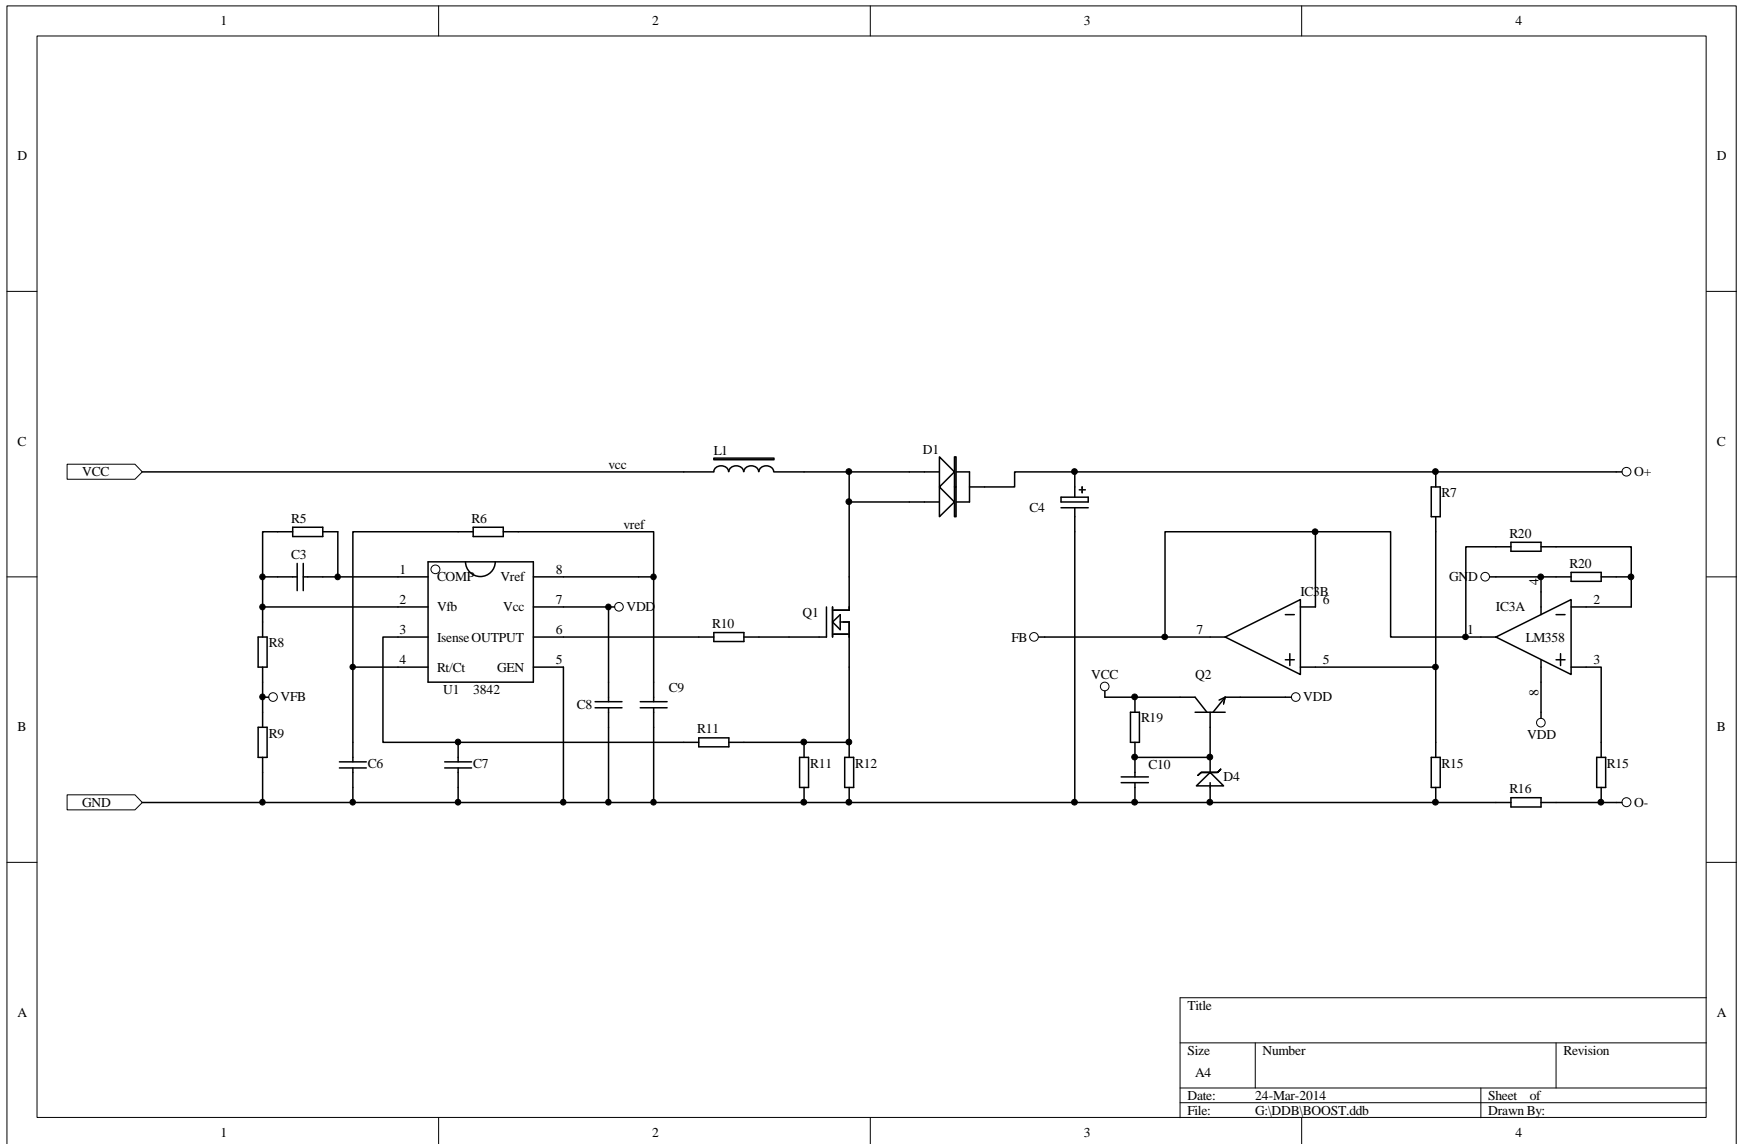 1 2 3 4
D D
C C
B B
A A
VCC
vcc
L1
D1
O+
C4
+
R7
R5
R6
vref
C3
R20
R20
GND
4
1 COMP Vref 8
2 Vfb Vcc 7
VDD
3 Isense OUTPUT 6
4 Rt/Ct GEN 5
U1 3842
R10
Q1
IC3B
6
7
5
FB
IC3A
2
1
LM358
3
8
VDD
R8
VFB
R9
C8
C9
VCC
Q2
VDD
R19
R11
C6
C7
R11
R12
C10
D4
R15
R15
R16
GND
O-
Title
Size Number Revision
A4
Date: 24-Mar-2014 Sheet of
File: G:\DDB\BOOST.ddb Drawn By:
1 2 3 4